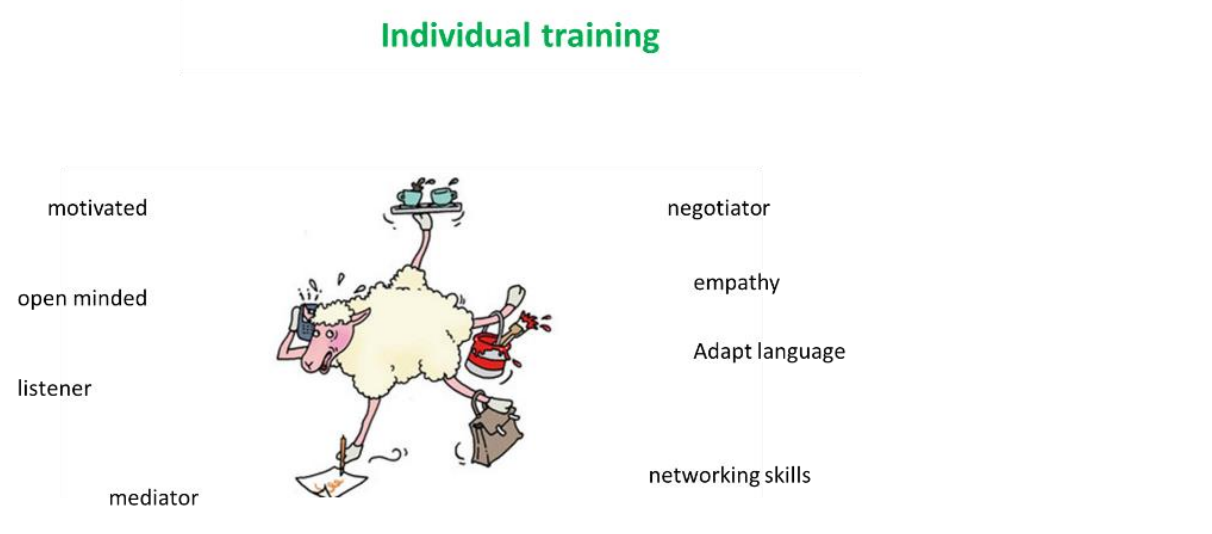 Individual training
motivated
negotiator
empathy
open minded
Adapt language
listener
networking skills
mediator